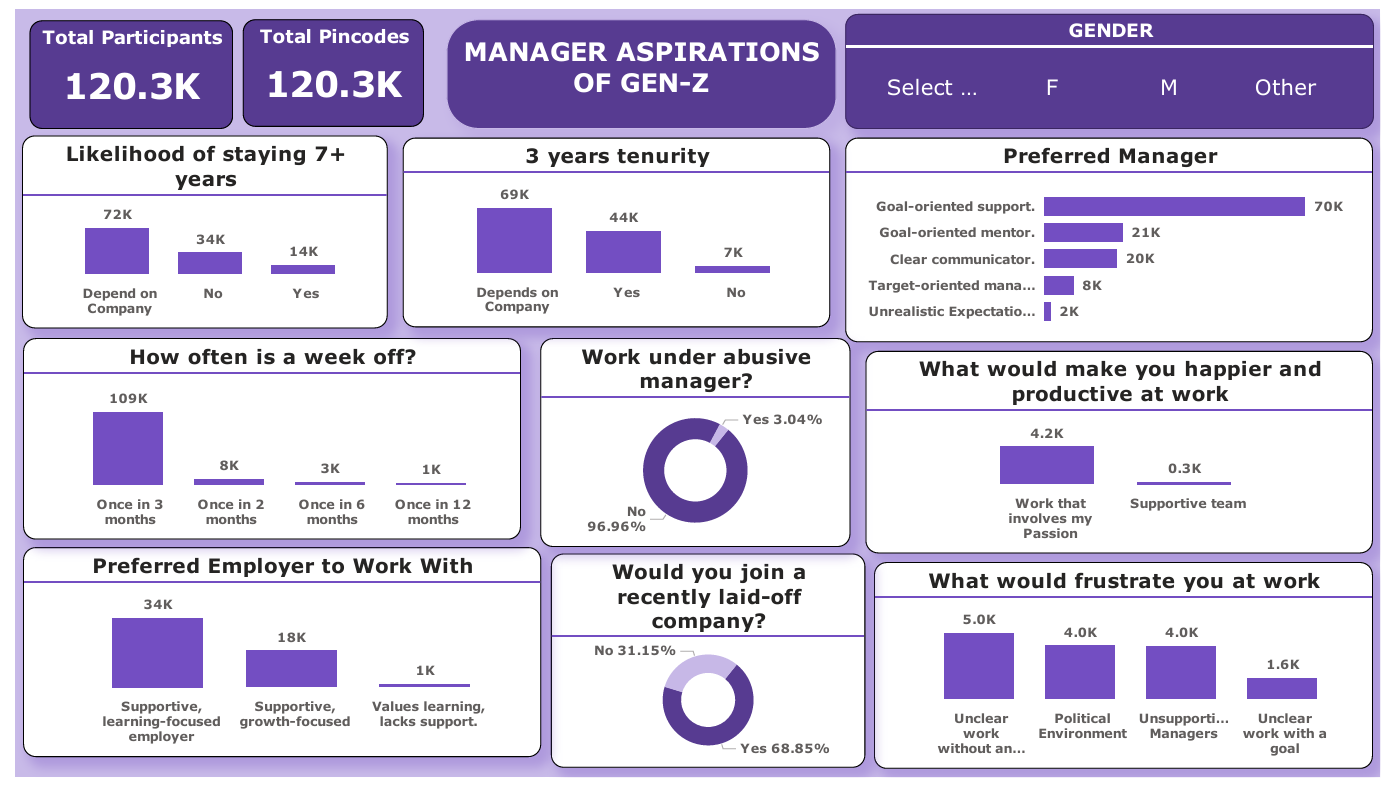 Total Participants
120.3K
Total Pincodes
120.3K
MANAGER ASPIRATIONS
OF GEN-Z
GENDER
Select ...
F
M
Other
Likelihood of staying 7+
years
72K
34K
14K
Depend on
Company
No
Yes
3 years tenurity
69K
44K
7K
Depends on
Company
Yes
No
Preferred Manager
Goal-oriented support.
70K
Goal-oriented mentor.
21K
Clear communicator.
20K
Target-oriented mana...
8K
Unrealistic Expectatio...
2K
How often is a week off?
109K
8K
3K
1K
Once in 3
months
Once in 2
months
Once in 6
months
Once in 12
months
Work under abusive
manager?
Yes 3.04%
No
96.96%
What would make you happier and
productive at work
4.2K
0.3K
Work that
involves my
Passion
Supportive team
Preferred Employer to Work With
34K
18K
1K
Supportive,
learning-focused
employer
Supportive,
growth-focused
Values learning,
lacks support.
Would you join a
recently laid-off
company?
No 31.15%
Yes 68.85%
What would frustrate you at work
5.0K
4.0K
4.0K
1.6K
Unclear
work
without an...
Political
Environment
Unsupporti...
Managers
Unclear
work with a
goal